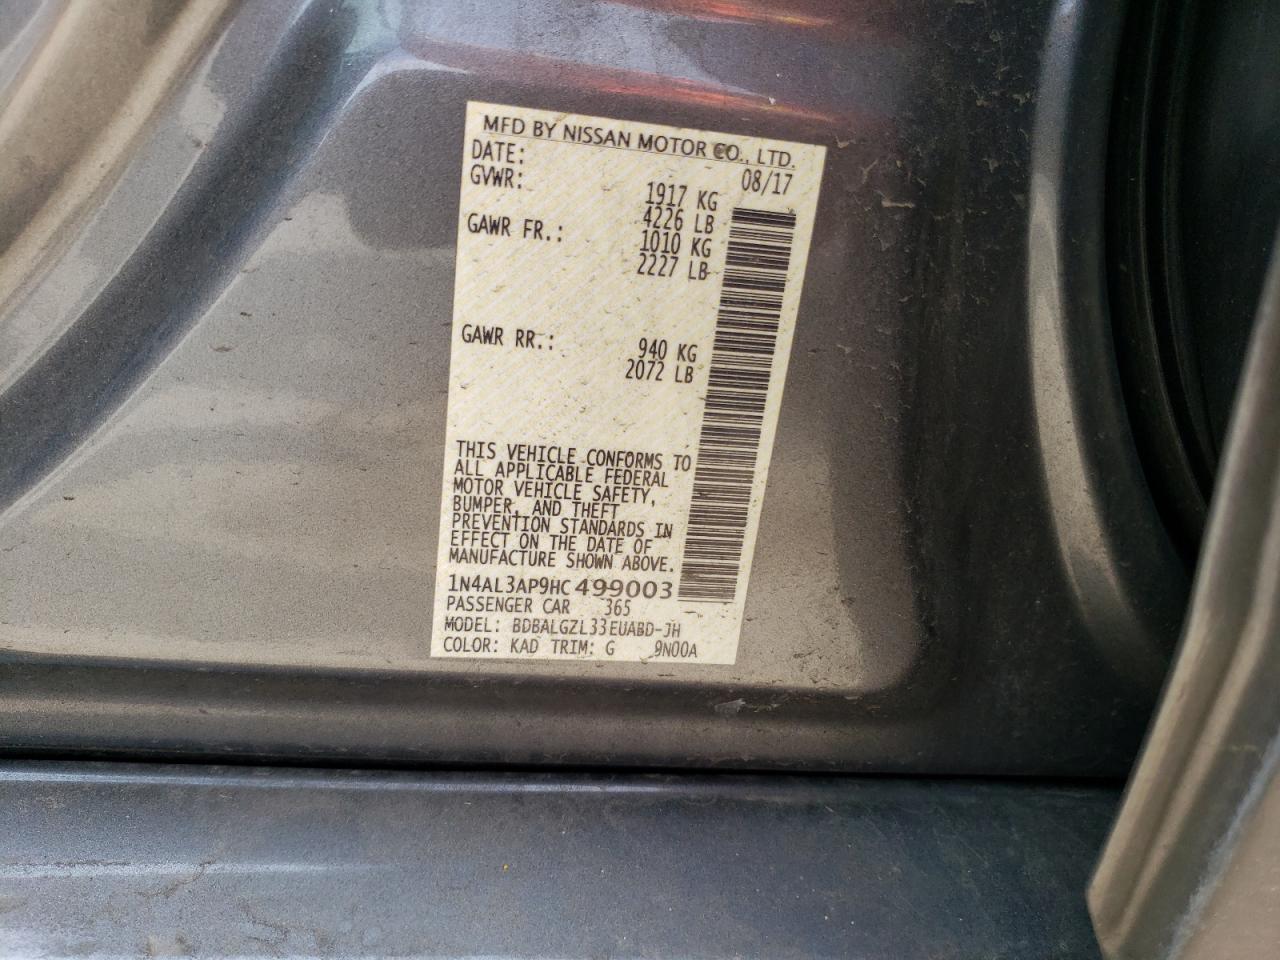 MFD BY NISSAN MOTOR CO., LTD.
DATE: 08/17
GVWR: 1917 KG
4226 LB
GAWR FR.: 1010 KG
2227 LB
GAWR RR.: 940 KG
2072 LB
THIS VEHICLE CONFORMS TO
ALL APPLICABLE FEDERAL
MOTOR VEHICLE SAFETY,
BUMPER, AND THEFT
PREVENTION STANDARDS IN
EFFECT ON THE DATE OF
MANUFACTURE SHOWN ABOVE.
1N4AL3AP9HC499003
PASSENGER CAR 365
MODEL: BDBALGZL33EUABD-JH
COLOR: KAD TRIM: G 9N00A